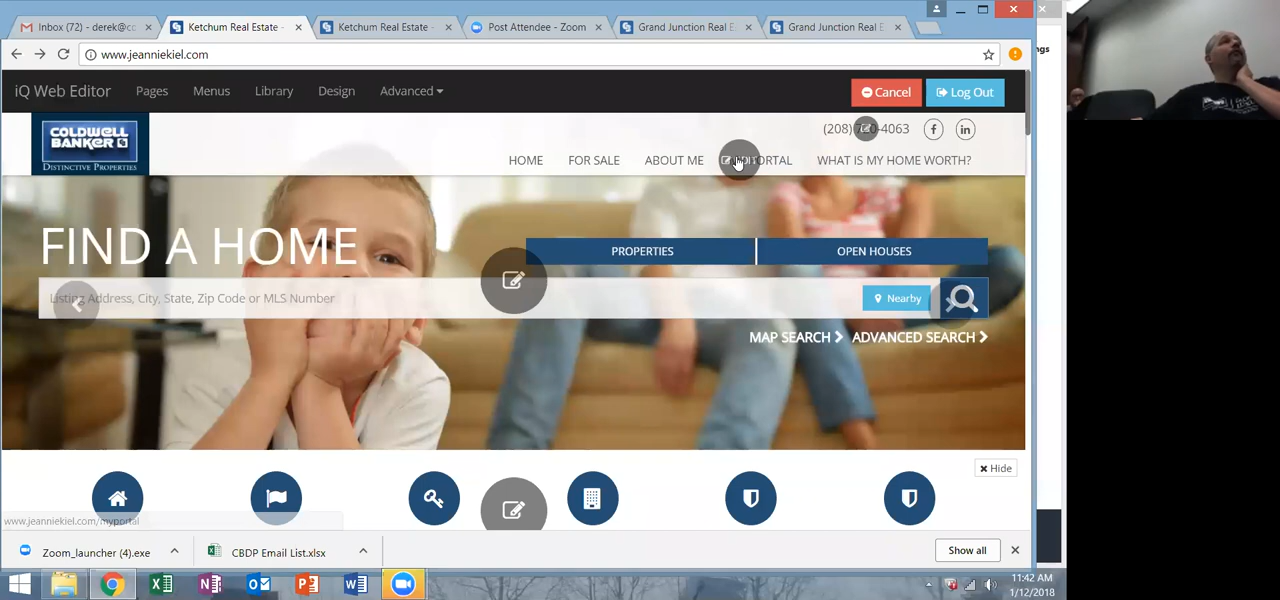 Inbox (72) - derek@cc
Ketchum Real Estate -
Ketchum Real Estate -
Post Attendee - Zoom
Grand Junction Real E
Grand Junction Real E
www.jeanniekiel.com
ngs
iQ Web Editor
Pages
Menus
Library
Design
Advanced
Cancel
Log Out
COLDWELL BANKER
DISTINCTIVE PROPERTIES
(208) 7 0-4063
HOME
FOR SALE
ABOUT ME
PORTAL
WHAT IS MY HOME WORTH?
FIND A HOME
PROPERTIES
OPEN HOUSES
Listing Address, City, State, Zip Code or MLS Number
Nearby
MAP SEARCH
ADVANCED SEARCH
Hide
www.jeanniekiel.com/myportal
Zoom_launcher (4).exe
CBDP Email List.xlsx
Show all
11:42 AM
1/12/2018